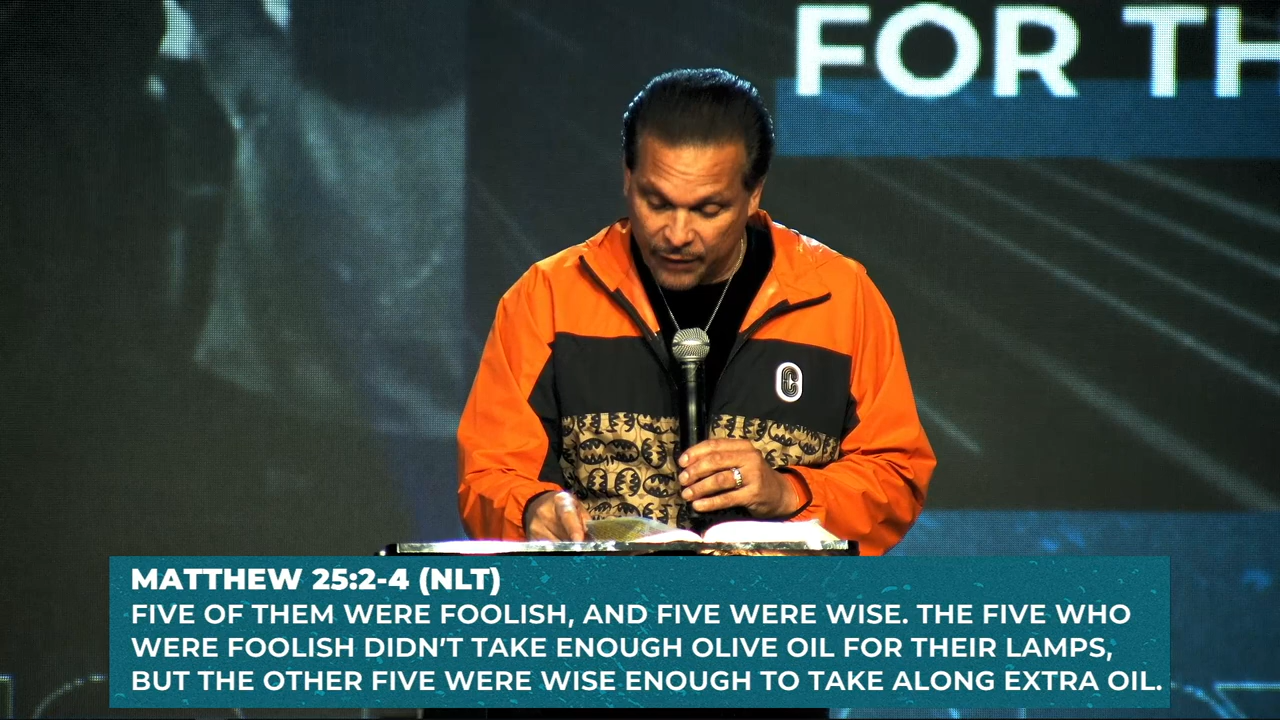 FOR TH
MATTHEW 25:2-4 (NLT)
FIVE OF THEM WERE FOOLISH, AND FIVE WERE WISE. THE FIVE WHO
WERE FOOLISH DIDN'T TAKE ENOUGH OLIVE OIL FOR THEIR LAMPS,
BUT THE OTHER FIVE WERE WISE ENOUGH TO TAKE ALONG EXTRA OIL.